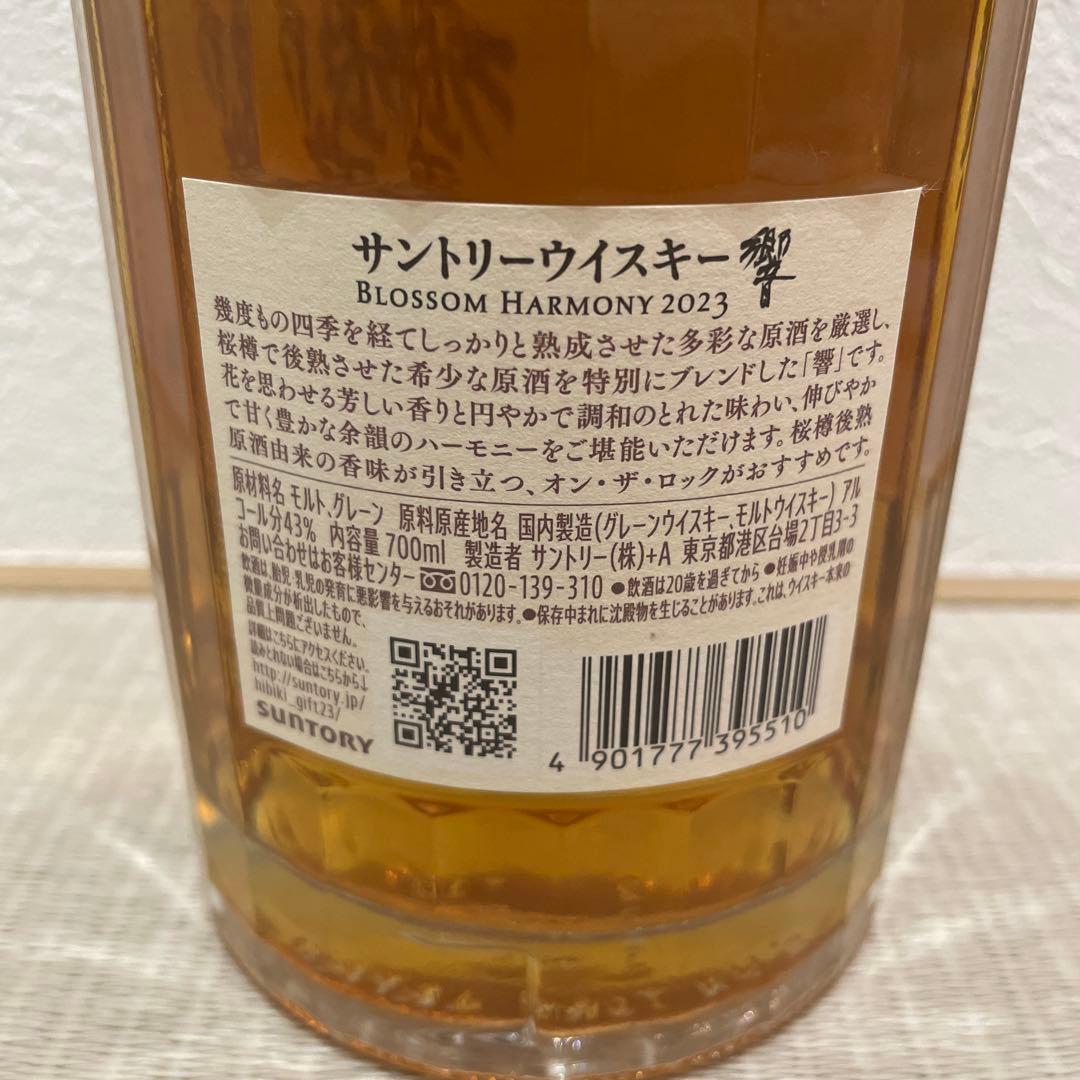 サントリーウイスキー 響
BLOSSOM HARMONY 2023
幾度もの四季を経てしっかりと熟成させた多彩な原酒を厳選し、
桜樽で後熟させた希少な原酒を特別にブレンドした「響」です。
花を思わせる芳しい香りと円やかで調和のとれた味わい、伸びやか
で甘く豊かな余韻のハーモニーをご堪能いただけます。桜樽後熟
原酒由来の香味が引き立つ、オン・ザ・ロックがおすすめです。
原材料名 モルト、グレーン 原料原産地名 国内製造(グレーンウイスキー、モルトウイスキー) アル
コール分43% 内容量 700ml 製造者 サントリー(株)+A 東京都港区台場2丁目3-3
お問い合わせはお客様センター 0120-139-310 ●飲酒は20歳を過ぎてから ●妊娠中や授乳期の
飲酒は、胎児・乳児の発育に悪影響を与えるおそれがあります。●保存中まれに沈殿物を生じることがあります。これは、ウイスキー本来の
微量成分が析出したもので、
品質上問題ございません。
詳細はこちらにアクセスください。
読みとれない場合はこちらから↓
http://suntory.jp/
hibiki_gift23/
SUNTORY
4 901777 395510